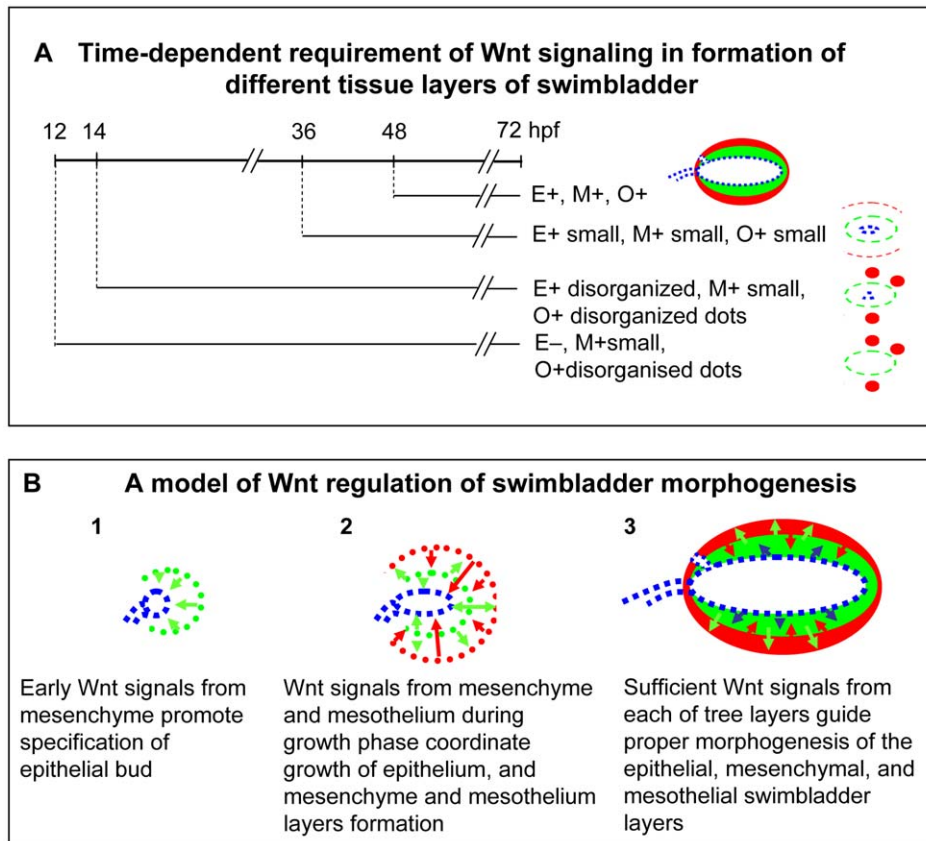 A Time-dependent requirement of Wnt signaling in formation of
different tissue layers of swimbladder
12 14 36 48 72 hpf
E+, M+, O+
E+ small, M+ small, O+ small
E+ disorganized, M+ small,
O+ disorganized dots
E–, M+small,
O+disorganised dots
B A model of Wnt regulation of swimbladder morphogenesis
1
Early Wnt signals from
mesenchyme promote
specification of
epithelial bud
2
Wnt signals from mesenchyme
and mesothelium during
growth phase coordinate
growth of epithelium, and
mesenchyme and mesothelium
layers formation
3
Sufficient Wnt signals from
each of tree layers guide
proper morphogenesis of the
epithelial, mesenchymal, and
mesothelial swimbladder
layers